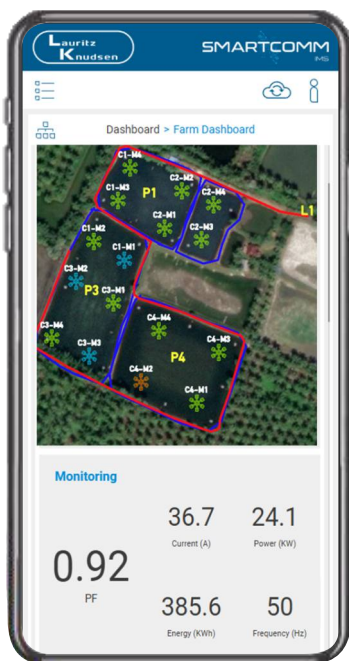 Lauritz
Knudsen
SMARTCOMM
iMS
Dashboard > Farm Dashboard
C1-M4
C2-M2
C1-M3
P1
C2-M4
L1
C2-M1
C1-M2
C2-M3
C1-M1
C3-M2
P3
C3-M1
C4-M4
C3-M4
C3-M3
P4
C4-M3
C4-M2
C4-M1
Monitoring
36.7
24.1
Current (A)
Power (KW)
0.92
PF
385.6
50
Energy (KWh)
Frequency (Hz)